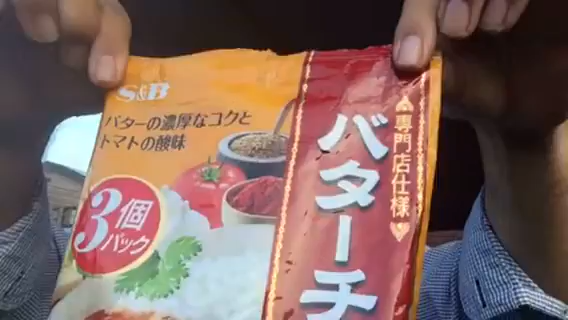 S&B
バターの濃厚なコクと
トマトの酸味
3個
パック
専門店仕様
バターチ